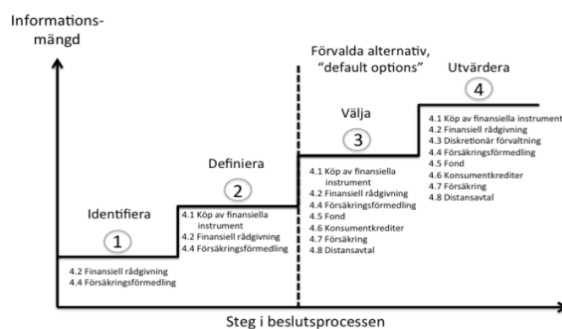 Informations-
mängd
Förvalda alternativ,
"default options"
Utvärdera
4
4.1 Köp av finansiella instrument
4.2 Finansiell rådgivning
4.3 Diskretionär förvaltning
4.4 Försäkringsförmedling
4.5 Fond
4.6 Konsumentkrediter
4.7 Försäkring
4.8 Distansavtal
Välja
3
4.1 Köp av finansiella
instrument
4.2 Finansiell rådgivning
4.4 Försäkringsförmedling
4.5 Fond
4.6 Konsumentkrediter
4.7 Försäkring
4.8 Distansavtal
Definiera
2
4.1 Köp av finansiella
instrument
4.2 Finansiell rådgivning
4.4 Försäkringsförmedling
Identifiera
1
4.2 Finansiell rådgivning
4.4 Försäkringsförmedling
Steg i beslutsprocessen